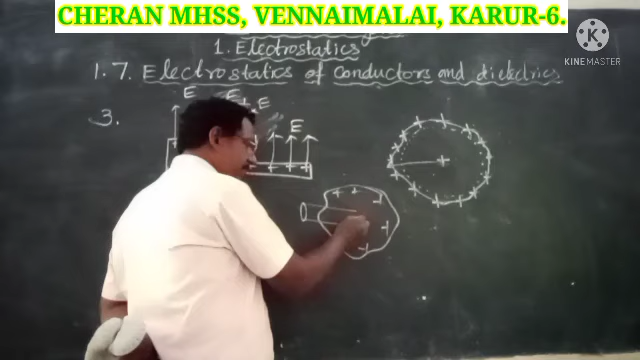 CHERAN MHSS, VENNAIMALAI, KARUR-6.
1. Electrostatics
KINEMASTER
1.7. Electrostatics of conductors and dielectrics
E E E
3. E